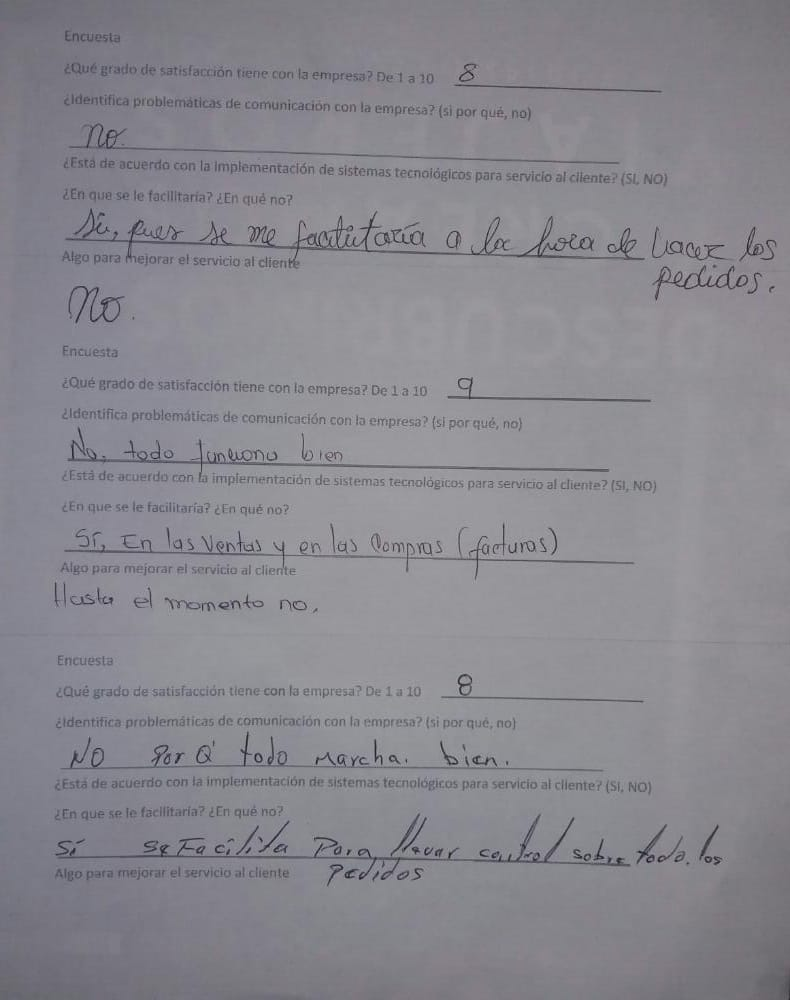 Encuesta
¿Qué grado de satisfacción tiene con la empresa? De 1 a 10 8
¿Identifica problemáticas de comunicación con la empresa? (si por qué, no)
no.
¿Está de acuerdo con la implementación de sistemas tecnológicos para servicio al cliente? (SI, NO)
¿En que se le facilitaría? ¿En qué no?
Si, pues se me facilitaría a la hora de hacer los
pedidos.
Algo para mejorar el servicio al cliente
no.
Encuesta
¿Qué grado de satisfacción tiene con la empresa? De 1 a 10 9
¿Identifica problemáticas de comunicación con la empresa? (si por qué, no)
No, todo funciona bien
¿Está de acuerdo con la implementación de sistemas tecnológicos para servicio al cliente? (SI, NO)
¿En que se le facilitaría? ¿En qué no?
Sí, En las Ventas y en las Compras (facturas)
Algo para mejorar el servicio al cliente
Hasta el momento no.
Encuesta
¿Qué grado de satisfacción tiene con la empresa? De 1 a 10 8
¿Identifica problemáticas de comunicación con la empresa? (si por qué, no)
NO Por Q' todo Marcha. bien.
¿Está de acuerdo con la implementación de sistemas tecnológicos para servicio al cliente? (SI, NO)
¿En que se le facilitaría? ¿En qué no?
Sí se Facilita Para llevar control sobre todo. los
pedidos
Algo para mejorar el servicio al cliente